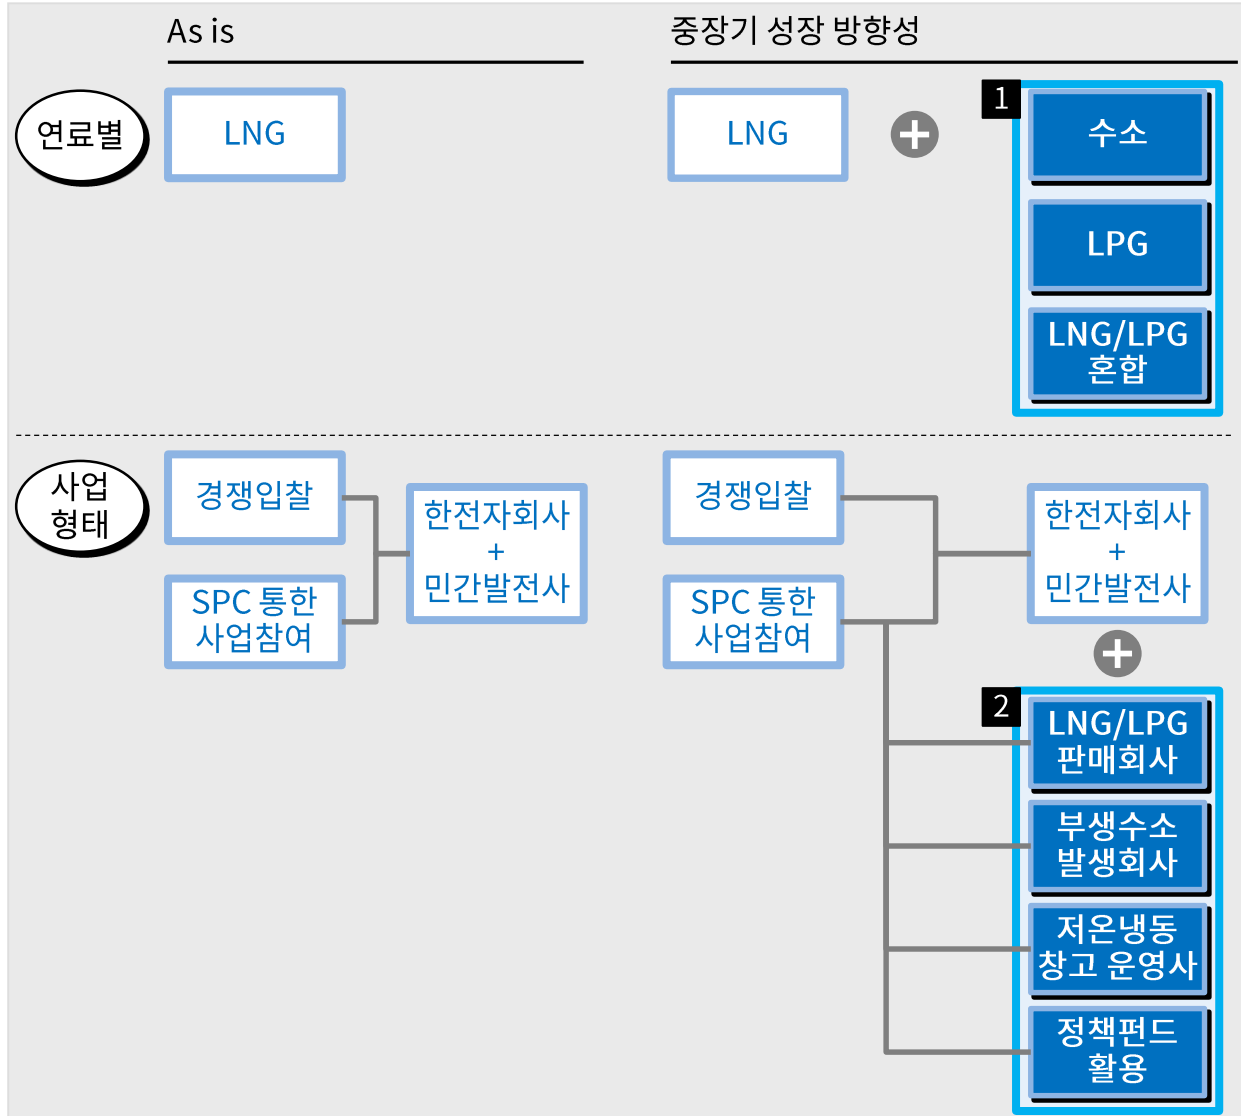 As is
중장기 성장 방향성
연료별
LNG
LNG
1
수소
LPG
LNG/LPG
혼합
사업
형태
경쟁입찰
SPC 통한
사업참여
한전자회사
+
민간발전사
경쟁입찰
SPC 통한
사업참여
한전자회사
+
민간발전사
2
LNG/LPG
판매회사
부생수소
발생회사
저온냉동
창고 운영사
정책펀드
활용